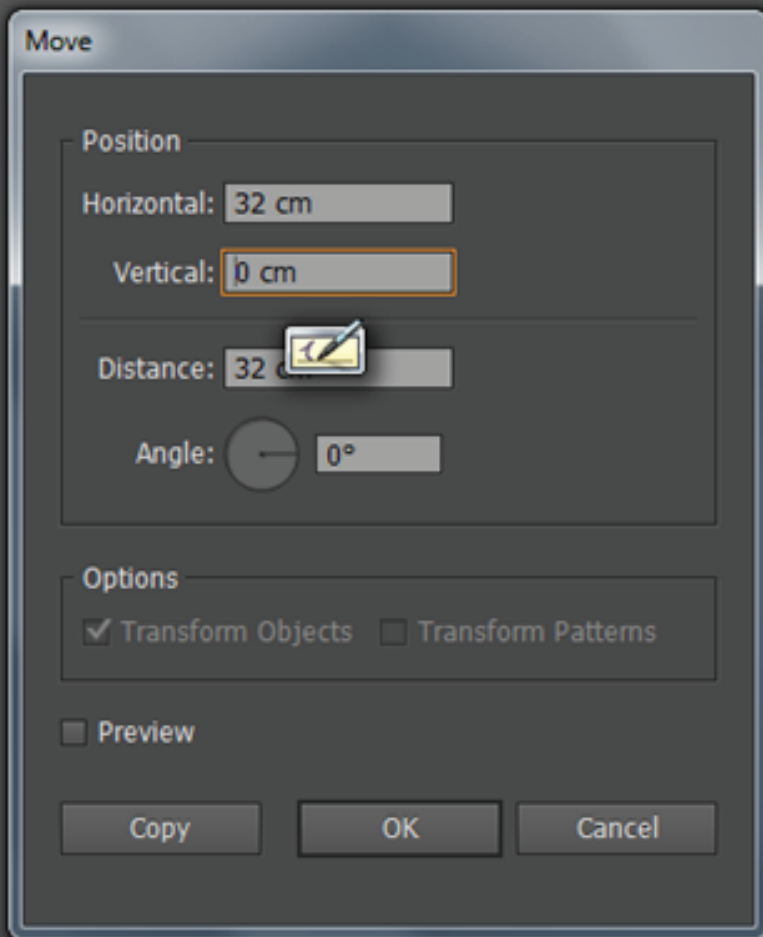 Move
Position
Horizontal: 32 cm
Vertical: 0 cm
Distance: 32 cm
Angle: 0°
Options
Transform Objects Transform Patterns
Preview
Copy OK Cancel